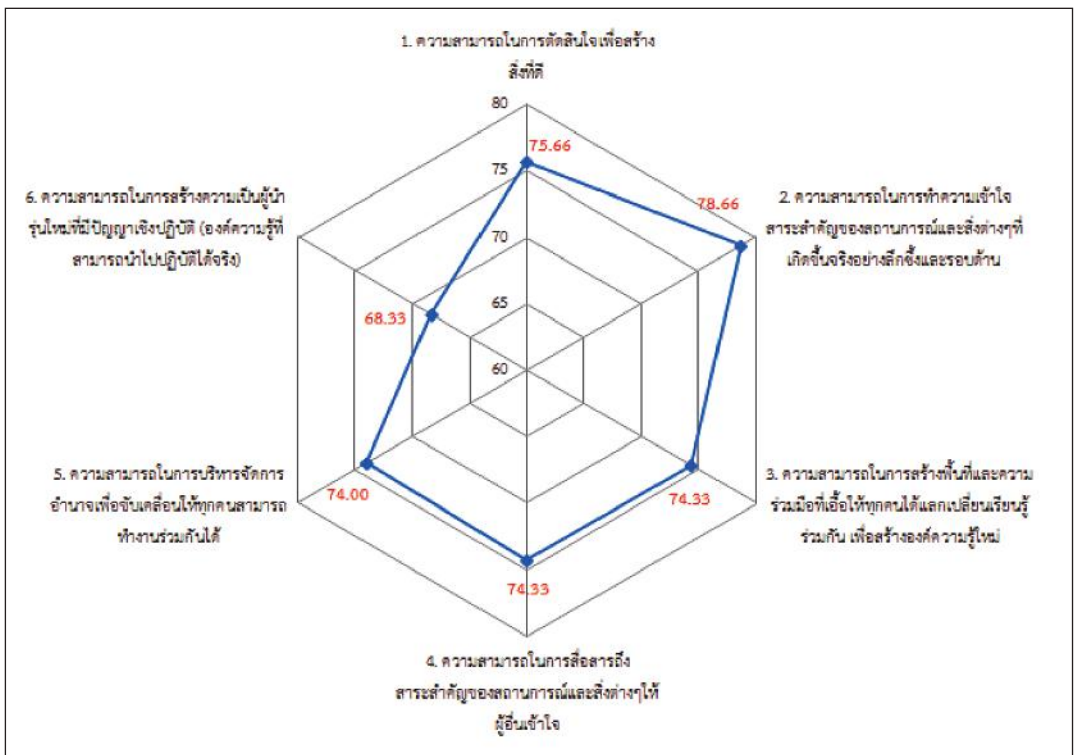 1. ความสามารถในการตัดสินใจเพื่อสร้าง
สิ่งที่ดี
80
75.66
75
6. ความสามารถในการสร้างความเป็นผู้นำ
รุ่นใหม่ที่มีปัญญาเชิงปฏิบัติ (องค์ความรู้ที่
สามารถนำไปปฏิบัติได้จริง)
78.66
2. ความสามารถในการทำความเข้าใจ
สาระสำคัญของสถานการณ์และสิ่งต่างๆที่
เกิดขึ้นจริงอย่างลึกซึ้งและรอบด้าน
70
65
68.33
60
5. ความสามารถในการบริหารจัดการ
อำนาจเพื่อขับเคลื่อนให้ทุกคนสามารถ
ทำงานร่วมกันได้
74.00
74.33
3. ความสามารถในการสร้างพื้นที่และความ
ร่วมมือที่เอื้อให้ทุกคนได้แลกเปลี่ยนเรียนรู้
ร่วมกัน เพื่อสร้างองค์ความรู้ใหม่
74.33
4. ความสามารถในการสื่อสารถึง
สาระสำคัญของสถานการณ์และสิ่งต่างๆให้
ผู้อื่นเข้าใจ